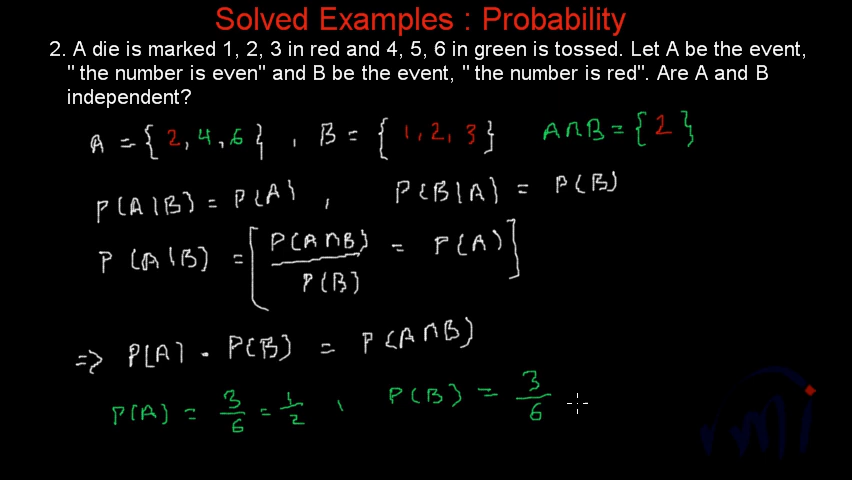 Solved Examples : Probability
2. A die is marked 1, 2, 3 in red and 4, 5, 6 in green is tossed. Let A be the event,
" the number is even" and B be the event, " the number is red". Are A and B
independent?
A = { 2, 4, 6 } , B = { 1, 2, 3 } A∩B = { 2 }
P(A|B) = P(A) , P(B|A) = P(B)
P(A|B) = [ P(A∩B) / P(B) = P(A) ]
=> P(A) . P(B) = P(A∩B)
P(A) = 3/6 = 1/2 , P(B) = 3/6